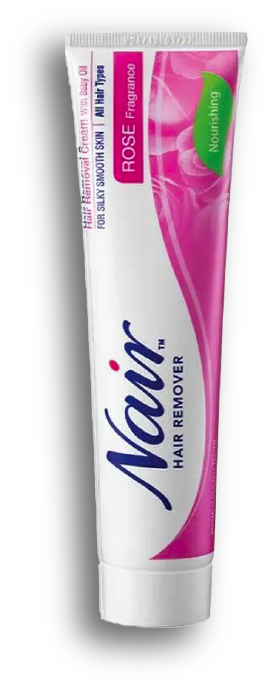 Hair Removal Cream With Baby Oil
FOR SILKY SMOOTH SKIN | All Hair Types
ROSE Fragrance
Nourishing
Nair™
HAIR REMOVER